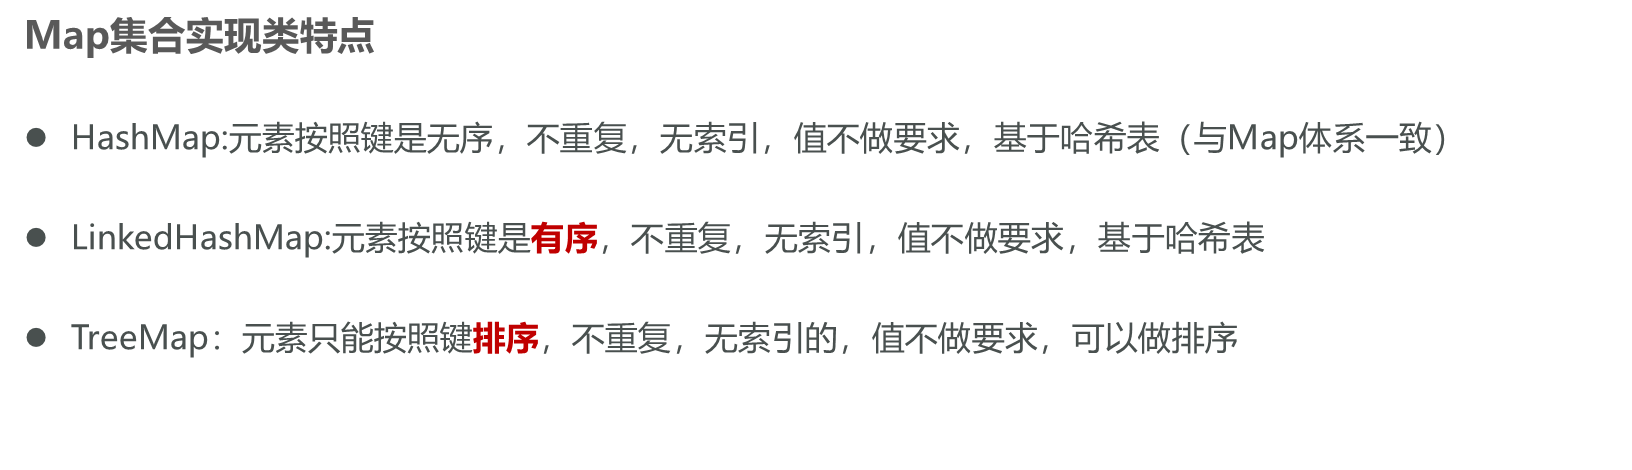 Map集合实现类特点
● HashMap:元素按照键是无序，不重复，无索引，值不做要求，基于哈希表（与Map体系一致）
● LinkedHashMap:元素按照键是有序，不重复，无索引，值不做要求，基于哈希表
● TreeMap：元素只能按照键排序，不重复，无索引的，值不做要求，可以做排序